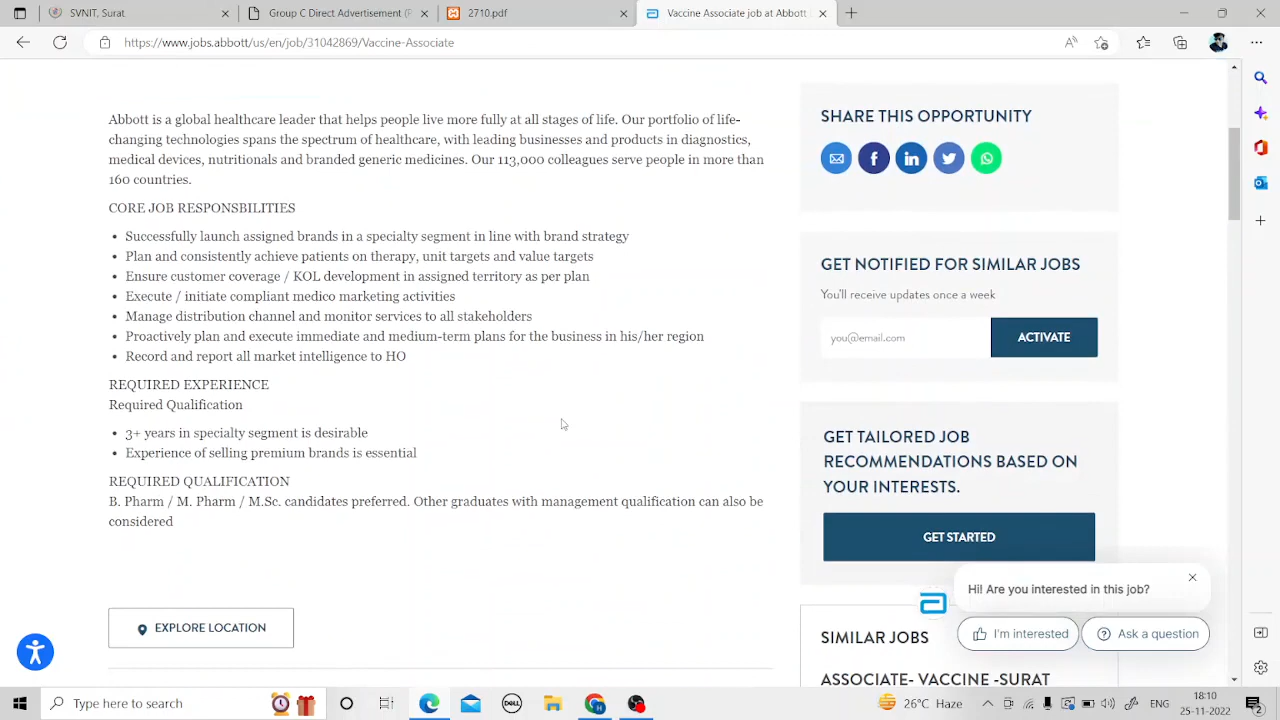 SVNIT, Surat
Group C Direct Advertisement (F
2710.pdf
Vaccine Associate job at Abbott
https://www.jobs.abbott/us/en/job/31042869/Vaccine-Associate
Abbott is a global healthcare leader that helps people live more fully at all stages of life. Our portfolio of life-
changing technologies spans the spectrum of healthcare, with leading businesses and products in diagnostics,
medical devices, nutritionals and branded generic medicines. Our 113,000 colleagues serve people in more than
160 countries.
CORE JOB RESPONSBILITIES
• Successfully launch assigned brands in a specialty segment in line with brand strategy
• Plan and consistently achieve patients on therapy, unit targets and value targets
• Ensure customer coverage / KOL development in assigned territory as per plan
• Execute / initiate compliant medico marketing activities
• Manage distribution channel and monitor services to all stakeholders
• Proactively plan and execute immediate and medium-term plans for the business in his/her region
• Record and report all market intelligence to HO
REQUIRED EXPERIENCE
Required Qualification
• 3+ years in specialty segment is desirable
• Experience of selling premium brands is essential
REQUIRED QUALIFICATION
B. Pharm / M. Pharm / M.Sc. candidates preferred. Other graduates with management qualification can also be
considered
EXPLORE LOCATION
SHARE THIS OPPORTUNITY
GET NOTIFIED FOR SIMILAR JOBS
You'll receive updates once a week
you@email.com
ACTIVATE
GET TAILORED JOB
RECOMMENDATIONS BASED ON
YOUR INTERESTS.
GET STARTED
Hi! Are you interested in this job?
I'm interested
Ask a question
SIMILAR JOBS
ASSOCIATE- VACCINE -SURAT
Type here to search
26°C Haze
18:10
25-11-2022